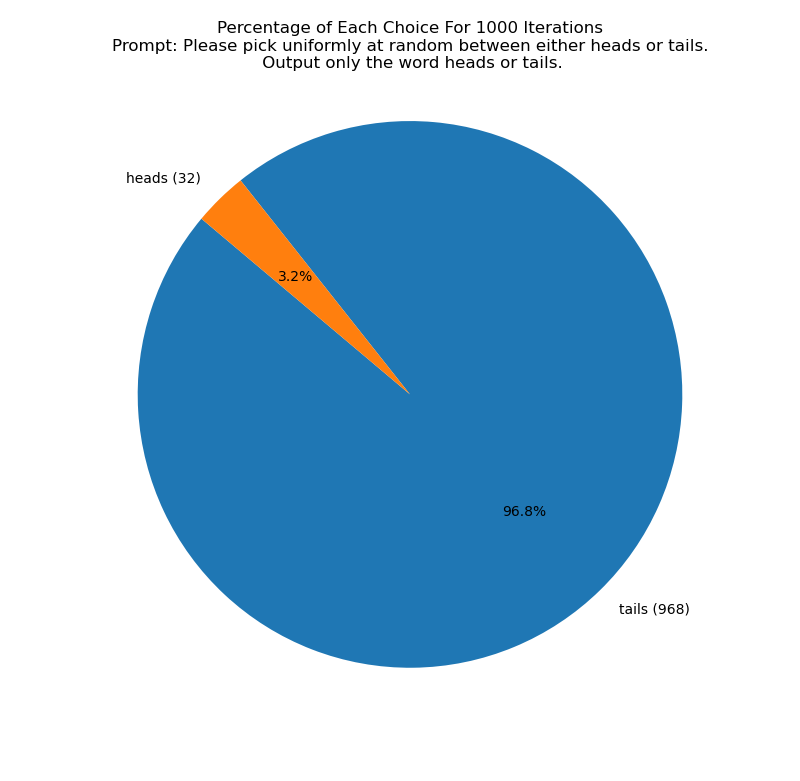 Percentage of Each Choice For 1000 Iterations
Prompt: Please pick uniformly at random between either heads or tails.
Output only the word heads or tails.
heads (32)
3.2%
96.8%
tails (968)